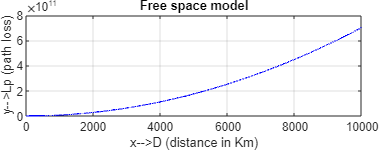 Free space model
×10¹¹
8
6
4
2
0
y-->Lp (path loss)
0 2000 4000 6000 8000 10000
x-->D (distance in Km)